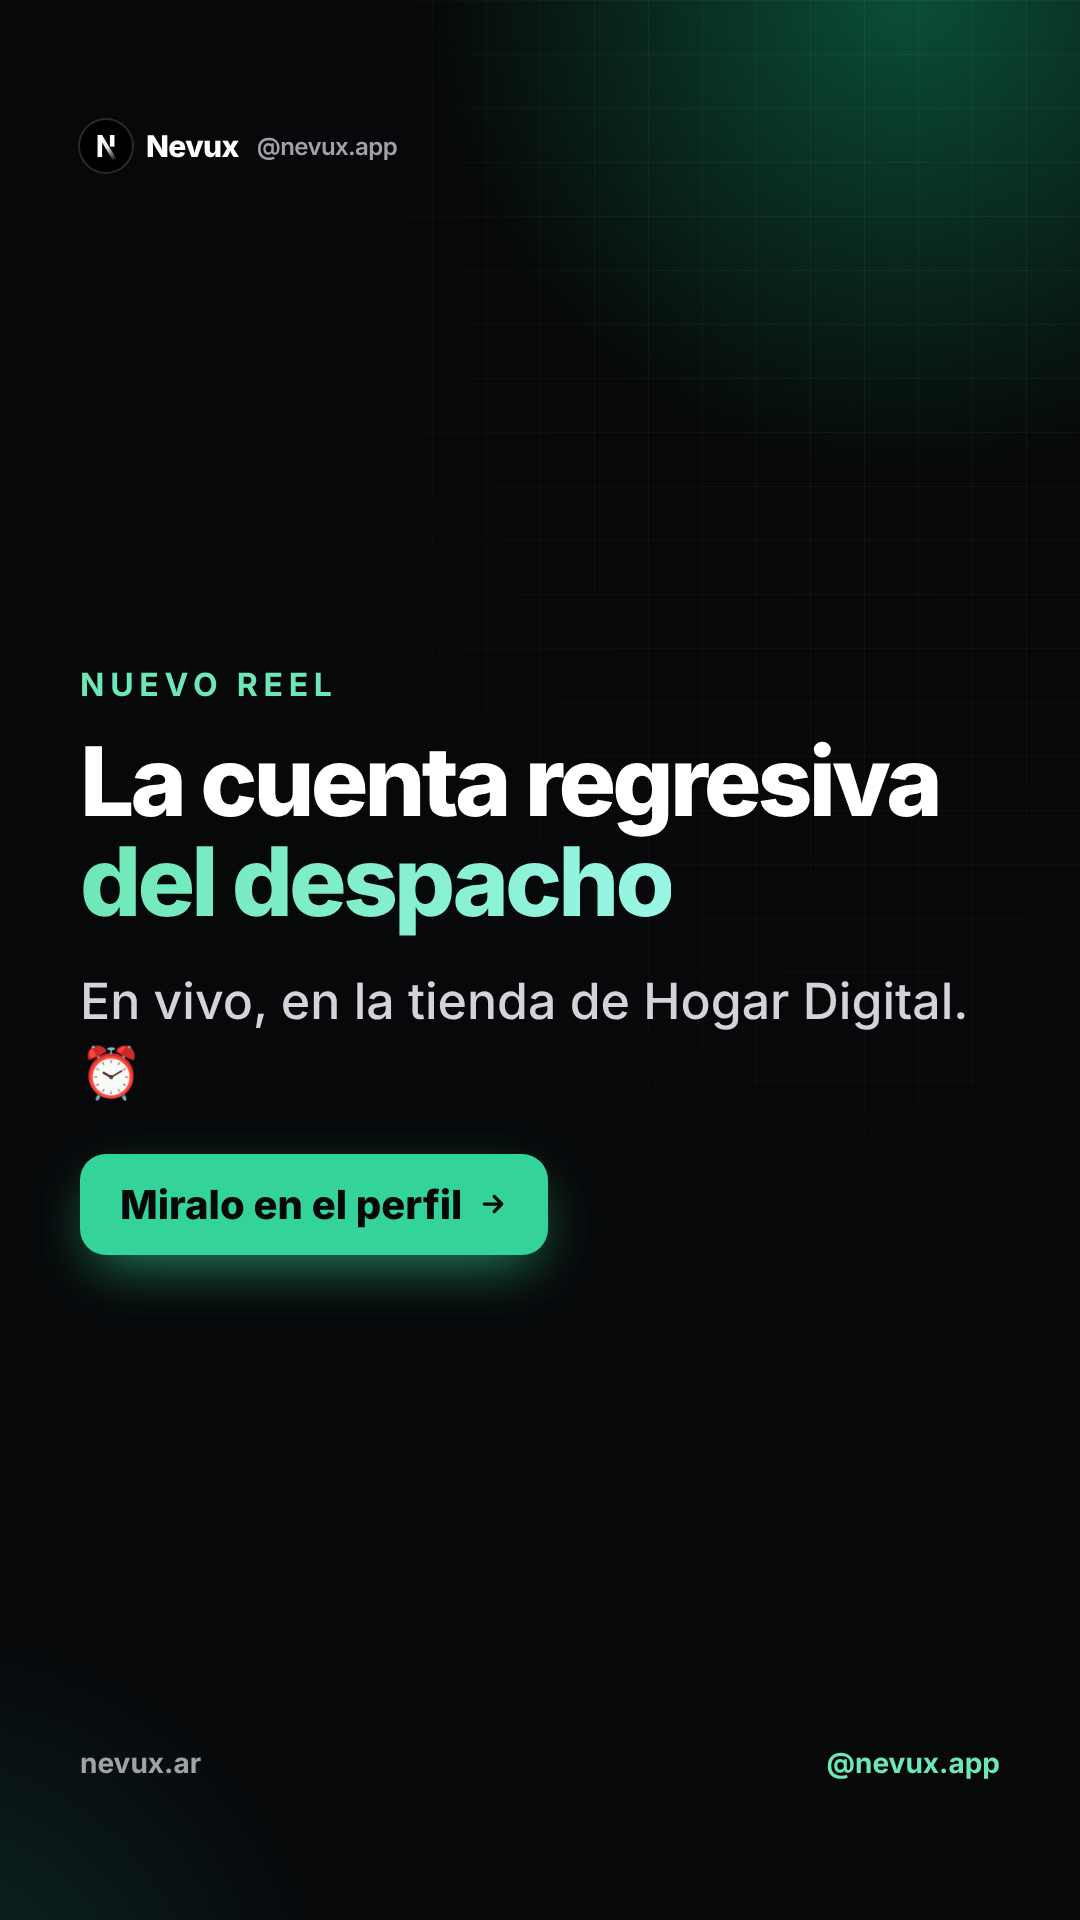 N Nevux @nevux.app
NUEVO REEL
La cuenta regresiva
del despacho
En vivo, en la tienda de Hogar Digital.
⏰
Miralo en el perfil →
nevux.ar
@nevux.app